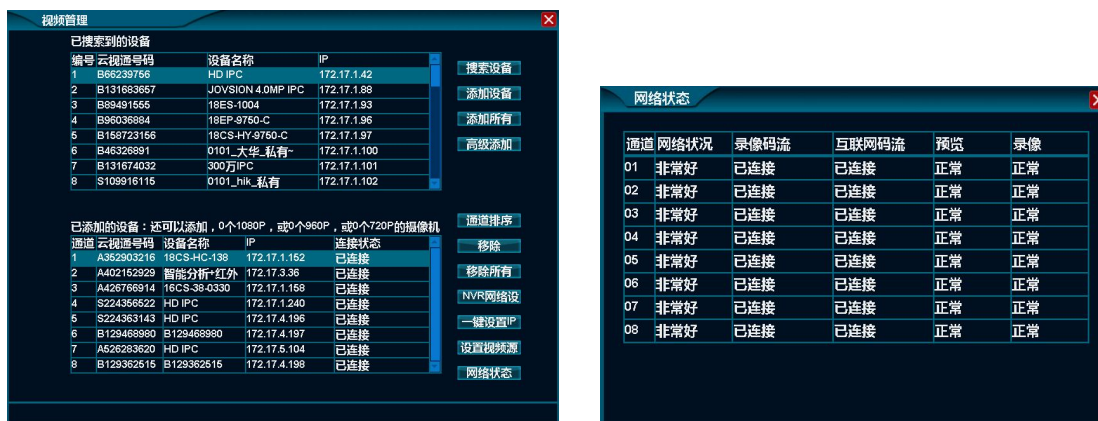 视频管理
已搜索到的设备
编号 云视通号码 设备名称 IP
1 B66239756 HD IPC 172.17.1.42
2 B131683657 JOVSION 4.0MP IPC 172.17.1.88
3 B89491555 18ES-1004 172.17.1.93
4 B96036884 18EP-9750-C 172.17.1.96
5 B158723156 18CS-HY-9750-C 172.17.1.97
6 B46326891 0101_大华_私有~ 172.17.1.100
7 B131674032 300万IPC 172.17.1.101
8 S109916115 0101_hik_私有 172.17.1.102
搜索设备
添加设备
添加所有
高级添加
已添加的设备：还可以添加，0个1080P，或0个960P，或0个720P的摄像机
通道 云视通号码 设备名称 IP 连接状态
1 A352903216 18CS-HC-138 172.17.1.152 已连接
2 A402152929 智能分析+红外 172.17.3.36 已连接
3 A426766914 16CS-38-0330 172.17.1.158 已连接
4 S224356522 HD IPC 172.17.1.240 已连接
5 S224363143 HD IPC 172.17.4.196 已连接
6 B129468980 B129468980 172.17.4.197 已连接
7 A526283620 HD IPC 172.17.5.104 已连接
8 B129362515 B129362515 172.17.4.198 已连接
通道排序
移除
移除所有
NVR网络设
一键设置IP
设置视频源
网络状态
网络状态
通道 网络状况 录像码流 互联网码流 预览 录像
01 非常好 已连接 已连接 正常 正常
02 非常好 已连接 已连接 正常 正常
03 非常好 已连接 已连接 正常 正常
04 非常好 已连接 已连接 正常 正常
05 非常好 已连接 已连接 正常 正常
06 非常好 已连接 已连接 正常 正常
07 非常好 已连接 已连接 正常 正常
08 非常好 已连接 已连接 正常 正常